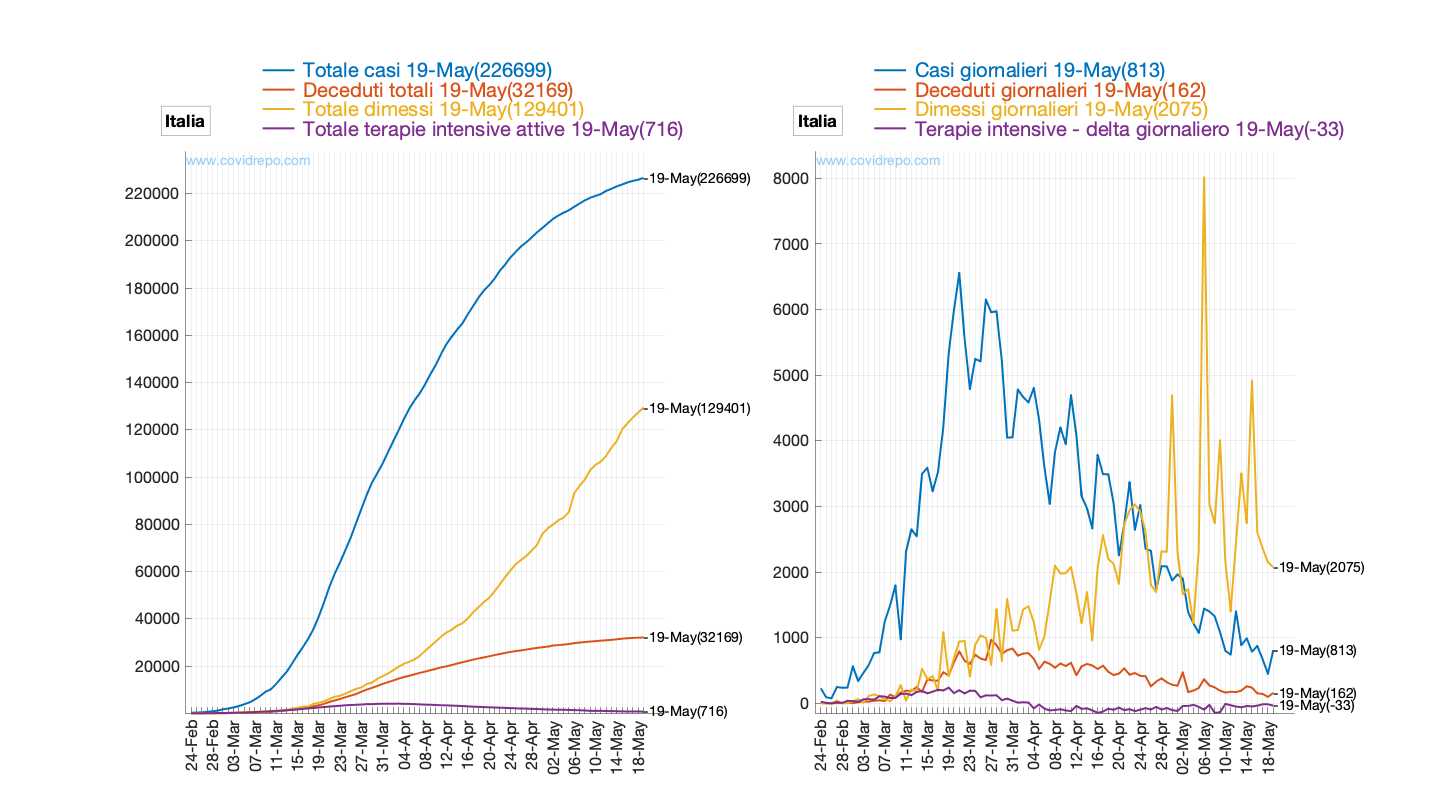 Totale casi 19-May(226699)
Deceduti totali 19-May(32169)
Totale dimessi 19-May(129401)
Totale terapie intensive attive 19-May(716)
Italia
www.covidrepo.com
220000
200000
180000
160000
140000
120000
100000
80000
60000
40000
20000
19-May(226699)
19-May(129401)
19-May(32169)
19-May(716)
24-Feb
28-Feb
03-Mar
07-Mar
11-Mar
15-Mar
19-Mar
23-Mar
27-Mar
31-Mar
04-Apr
08-Apr
12-Apr
16-Apr
20-Apr
24-Apr
28-Apr
02-May
06-May
10-May
14-May
18-May
Casi giornalieri 19-May(813)
Deceduti giornalieri 19-May(162)
Dimessi giornalieri 19-May(2075)
Terapie intensive - delta giornaliero 19-May(-33)
Italia
www.covidrepo.com
8000
7000
6000
5000
4000
3000
2000
1000
0
19-May(2075)
19-May(813)
19-May(162)
19-May(-33)
24-Feb
28-Feb
03-Mar
07-Mar
11-Mar
15-Mar
19-Mar
23-Mar
27-Mar
31-Mar
04-Apr
08-Apr
12-Apr
16-Apr
20-Apr
24-Apr
28-Apr
02-May
06-May
10-May
14-May
18-May